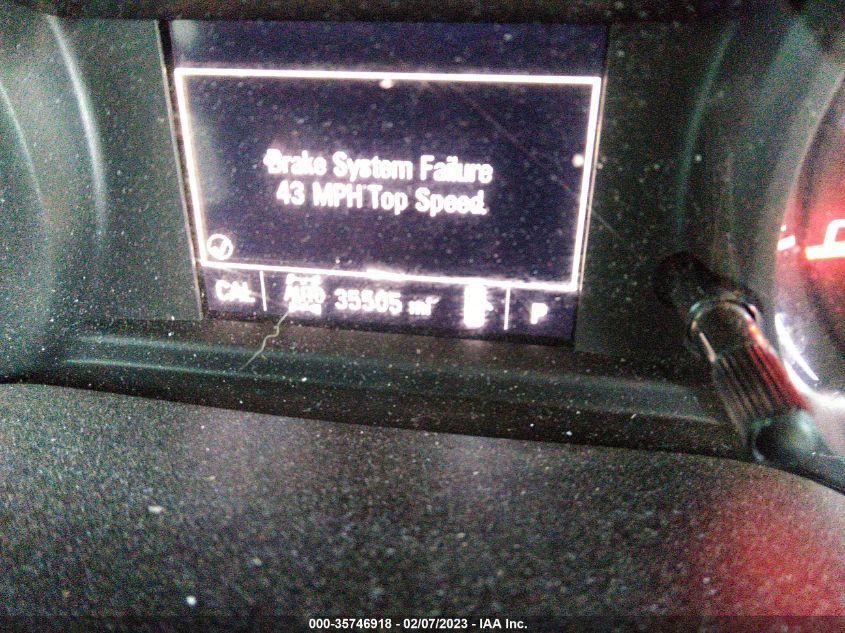 Brake System Failure
43 MPH Top Speed.
CAL 35505 mi P
000-35746918 - 02/07/2023 - IAA Inc.